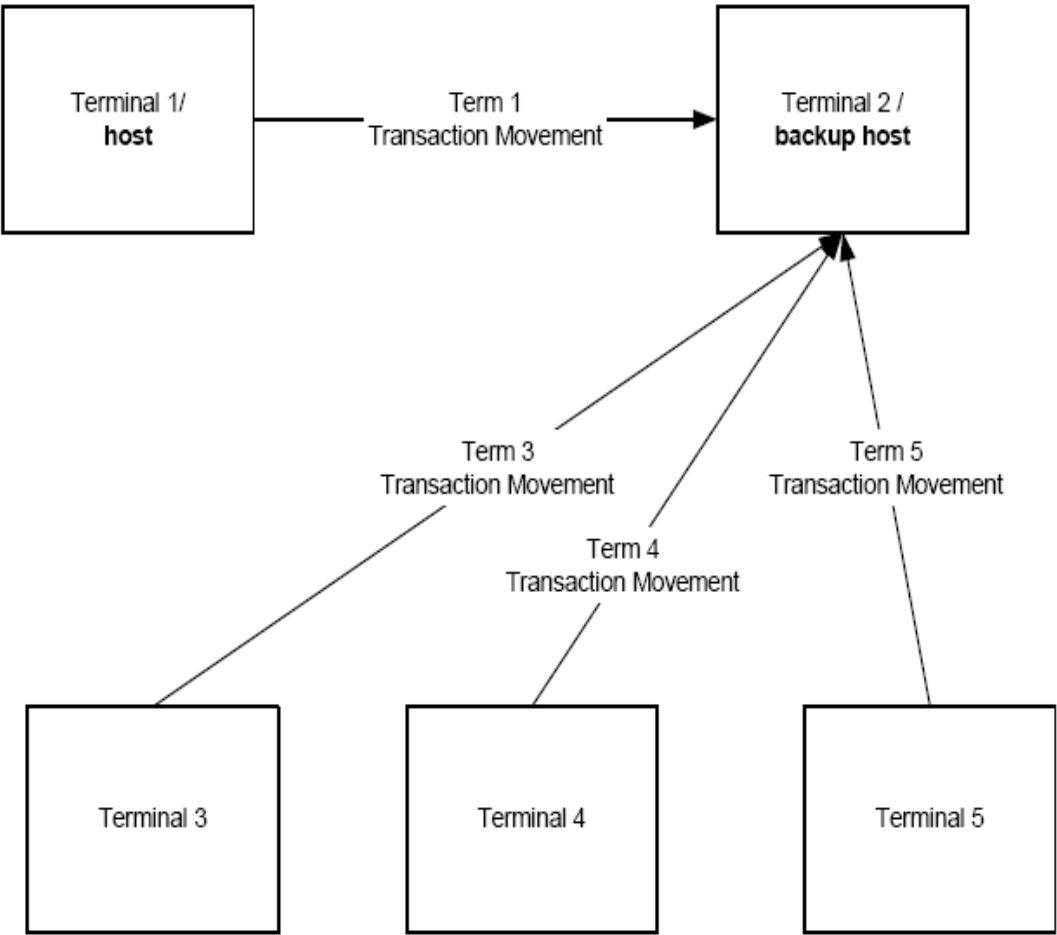 Terminal 1/
host
Term 1
Transaction Movement
Terminal 2 /
backup host
Term 3
Transaction Movement
Term 5
Transaction Movement
Term 4
Transaction Movement
Terminal 3
Terminal 4
Terminal 5